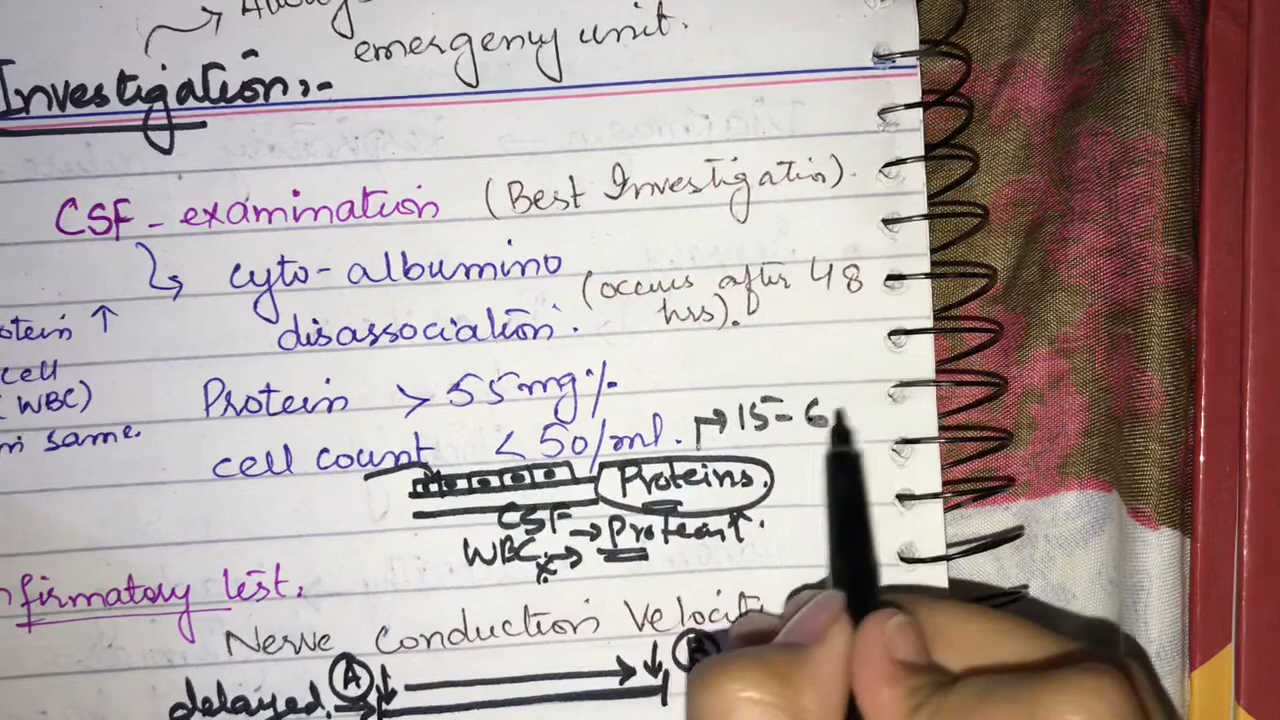 emergency unit.
Investigation:-
CSF-examination (Best Investigation).
↳ cyto-albumino
disassociation. (occurs after 48
hrs).
otein ↑
cell
(WBC)
same.
Protein > 55mg%
cell count < 50/ml. → 15-6
Proteins.
CSF → Protein ↑.
WBC →
firmatory test.
Nerve Conduction Velocit
A
delayed.